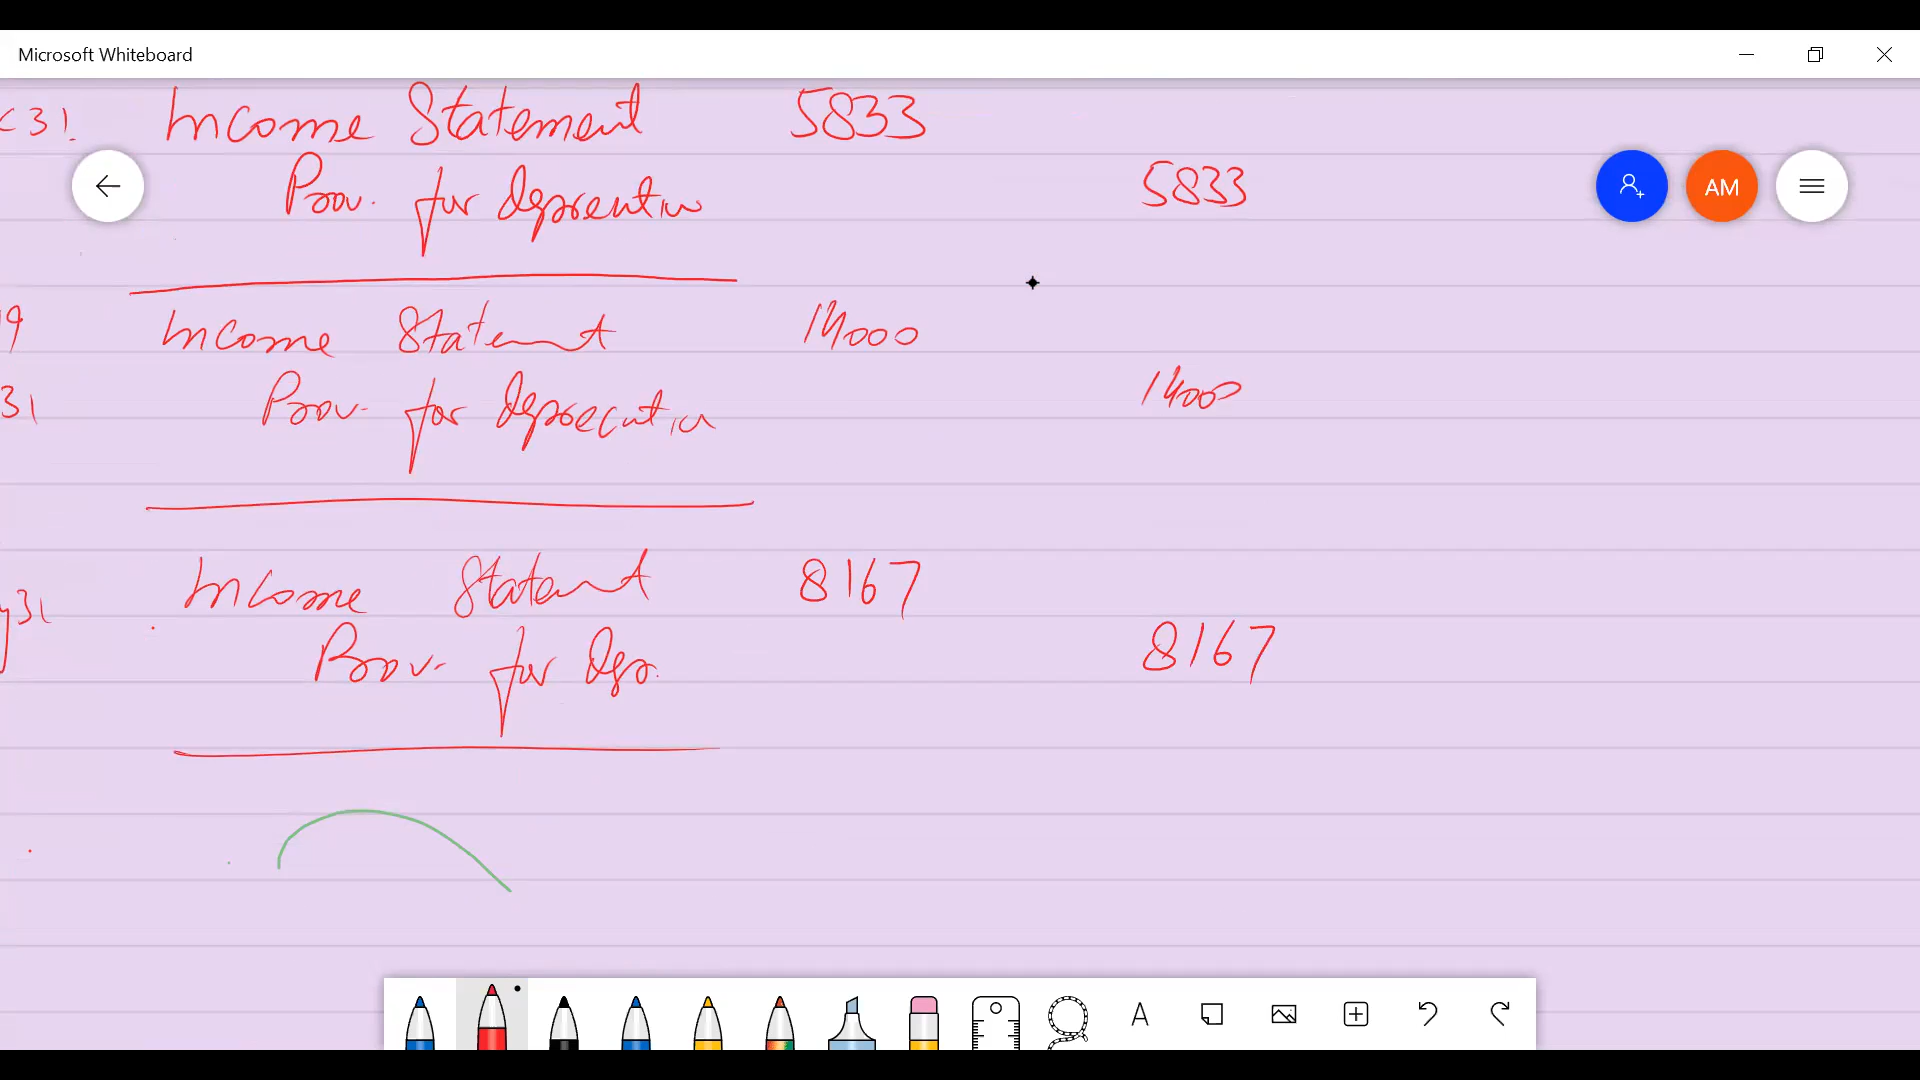 Microsoft Whiteboard
c 31. Income Statement 5833
Prov. for Depreciation 5833
AM
19 Income Statement 14000
31 Prov. for Depreciation 14000
y 31 Income Statement 8167
Prov. for Dep. 8167
A